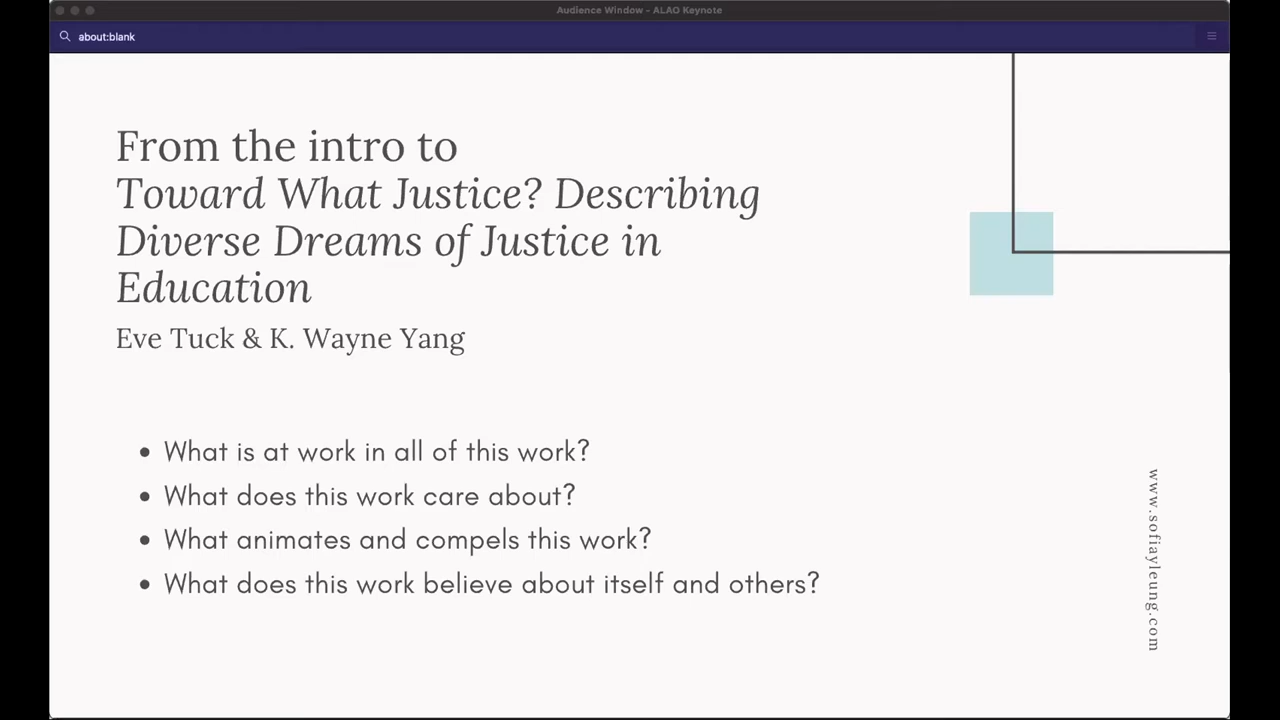 Audience Window - ALAO Keynote
about:blank
From the intro to
Toward What Justice? Describing
Diverse Dreams of Justice in
Education
Eve Tuck & K. Wayne Yang
• What is at work in all of this work?
• What does this work care about?
• What animates and compels this work?
• What does this work believe about itself and others?
www.sofiayleung.com